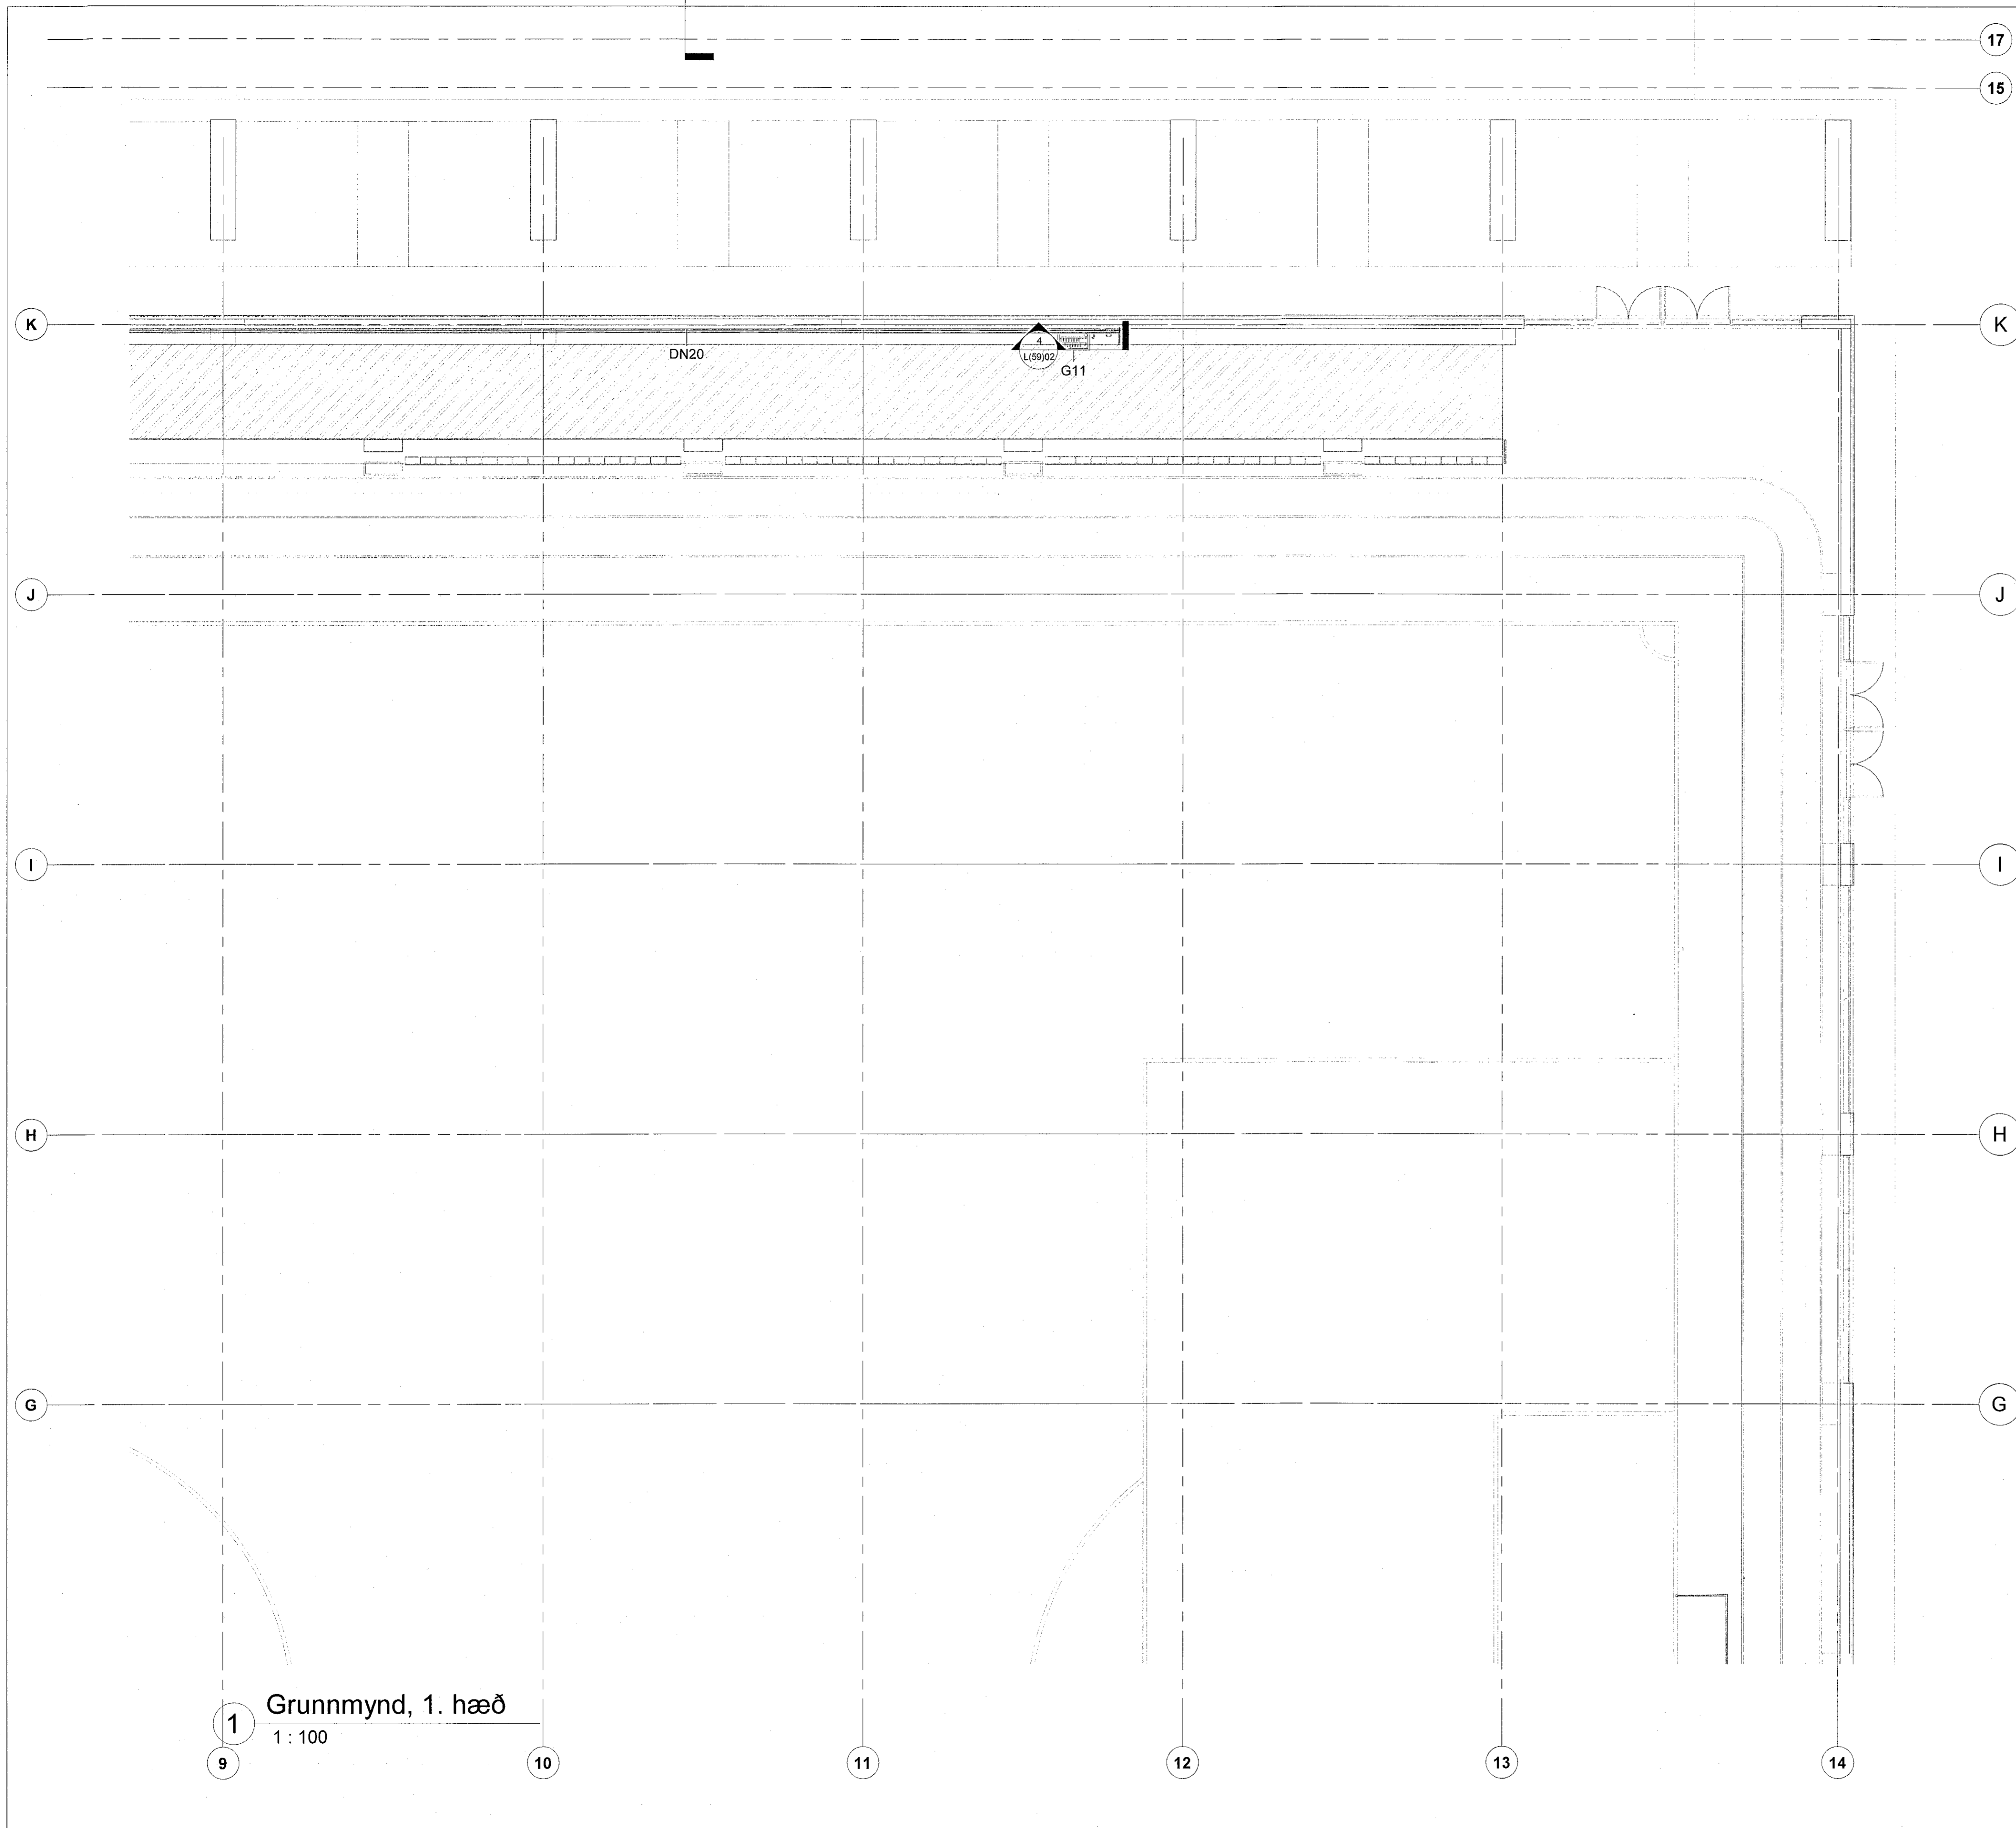 17
15
K
K
DN20
4
L(59)02
G11
J
J
I
I
H
H
G
G
1
Grunnmynd, 1. hæð
1 : 100
9
10
11
12
13
14